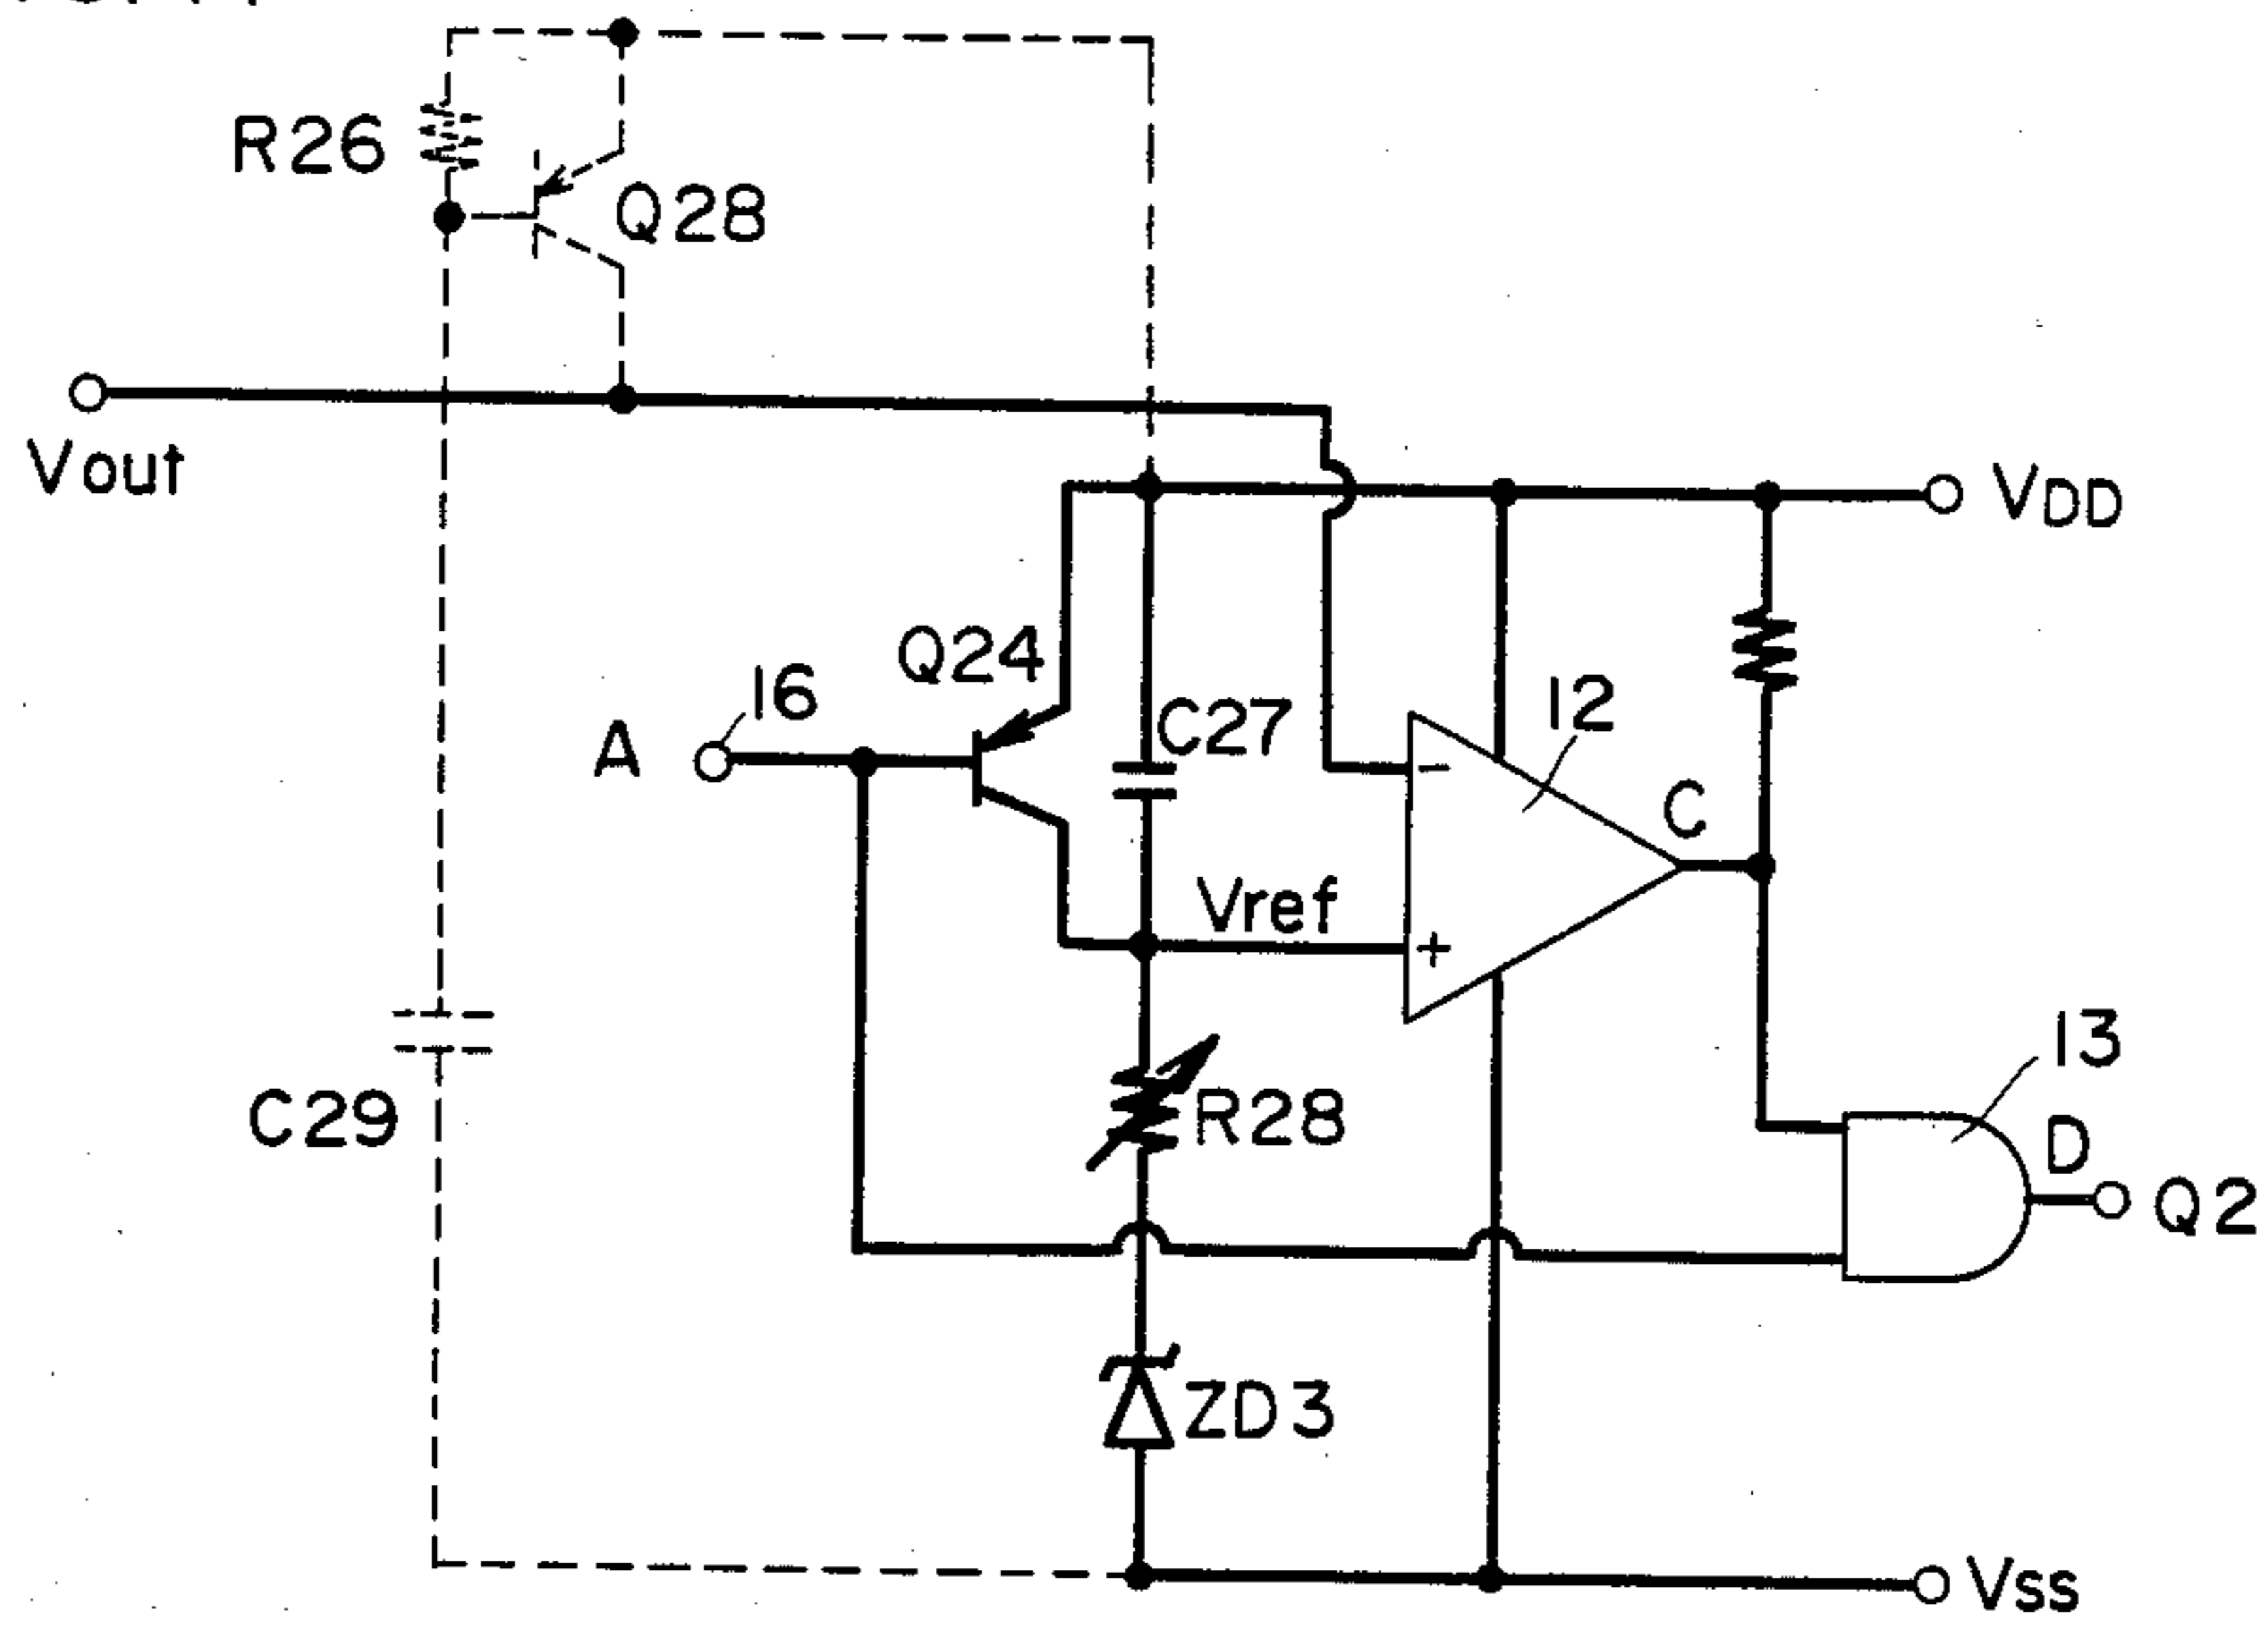 R26
Q28
Vout
VDD
Q24
16
A
C27
12
C
Vref
-
+
13
R28
C29
D
Q2
ZD3
Vss